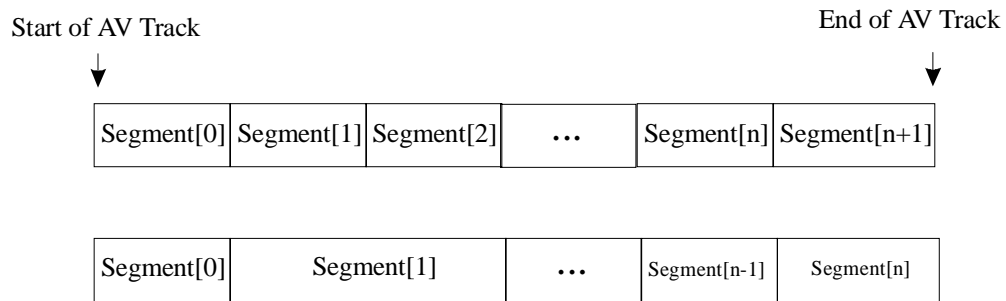 Start of AV Track
End of AV Track
Segment[0] Segment[1] Segment[2] ... Segment[n] Segment[n+1]
Segment[0] Segment[1] ... Segment[n-1] Segment[n]